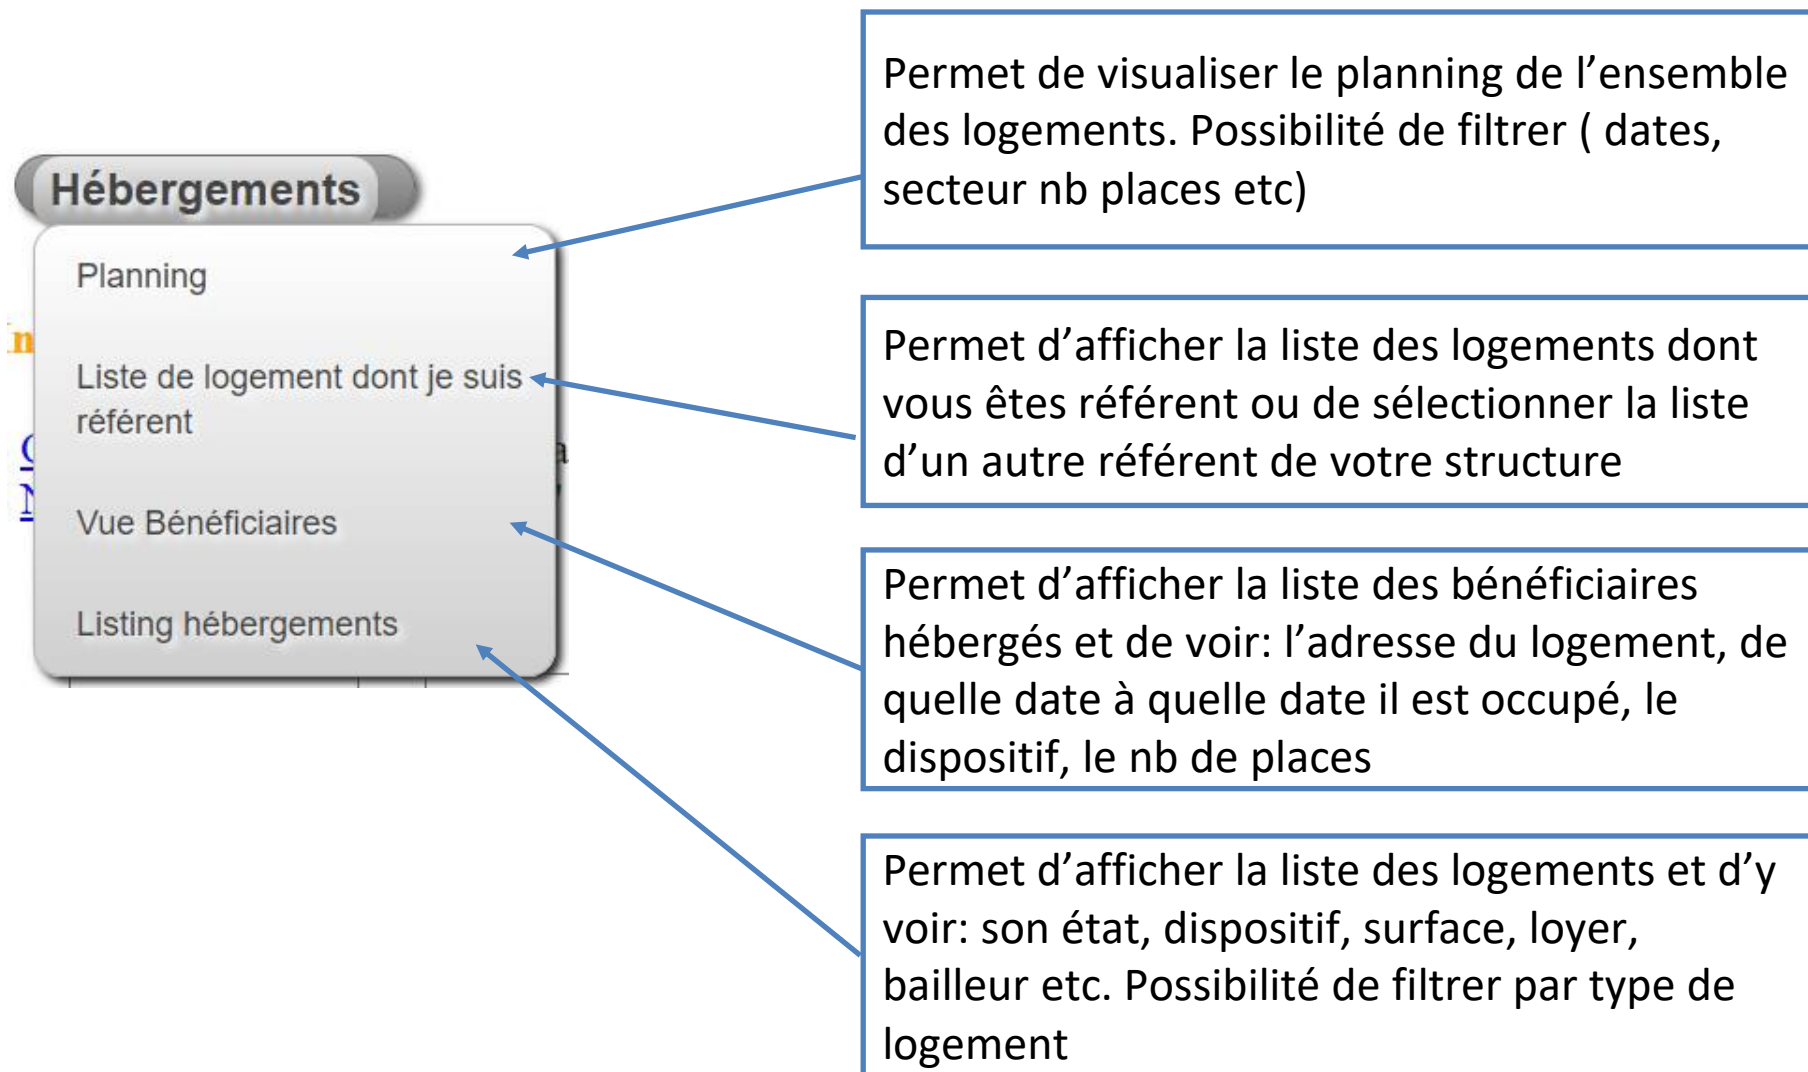 Hébergements
Planning
Liste de logement dont je suis
référent
Vue Bénéficiaires
Listing hébergements
Permet de visualiser le planning de l’ensemble
des logements. Possibilité de filtrer ( dates,
secteur nb places etc)
Permet d’afficher la liste des logements dont
vous êtes référent ou de sélectionner la liste
d’un autre référent de votre structure
Permet d’afficher la liste des bénéficiaires
hébergés et de voir: l’adresse du logement, de
quelle date à quelle date il est occupé, le
dispositif, le nb de places
Permet d’afficher la liste des logements et d’y
voir: son état, dispositif, surface, loyer,
bailleur etc. Possibilité de filtrer par type de
logement